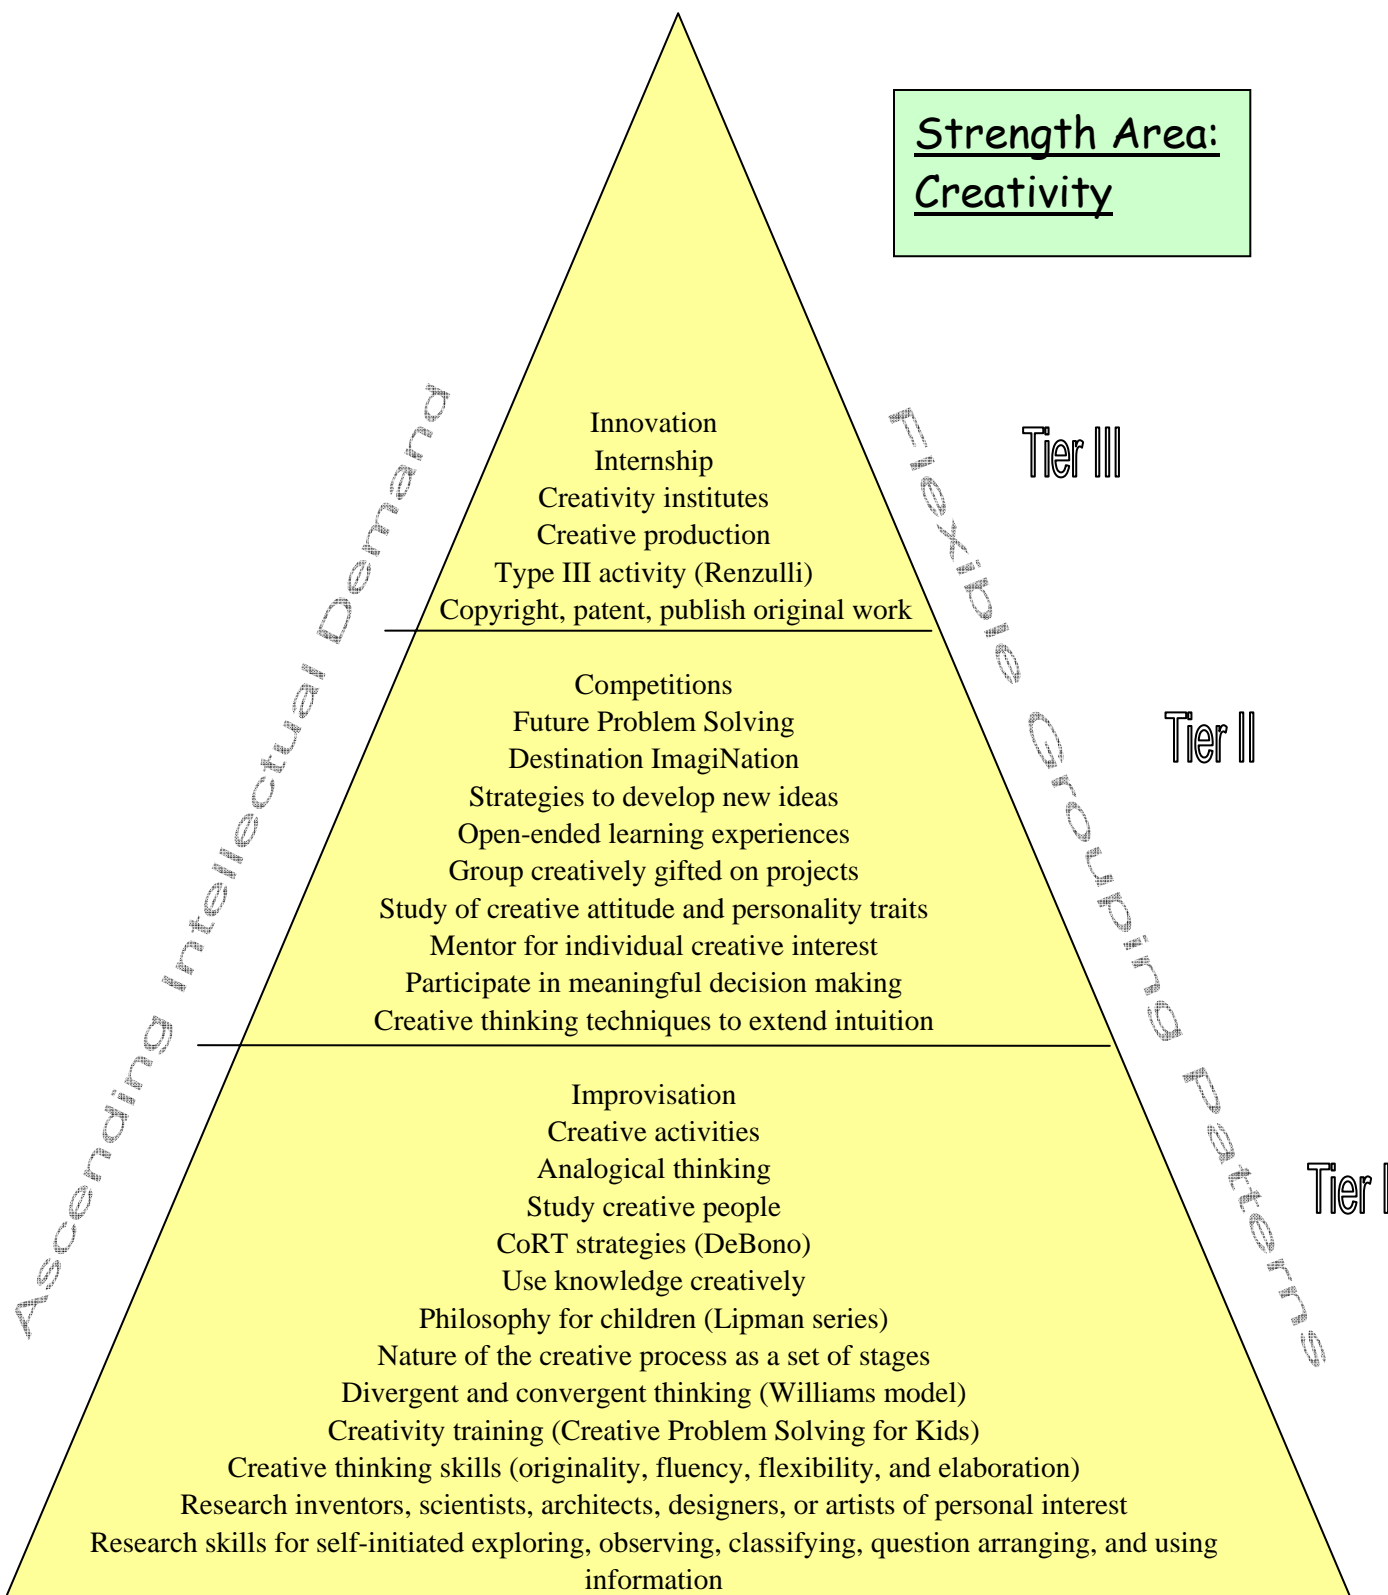 Strength Area:
Creativity
Ascending Intellectual Demand
Flexible Grouping Patterns
Tier III
Innovation
Internship
Creativity institutes
Creative production
Type III activity (Renzulli)
Copyright, patent, publish original work
Tier II
Competitions
Future Problem Solving
Destination ImagiNation
Strategies to develop new ideas
Open-ended learning experiences
Group creatively gifted on projects
Study of creative attitude and personality traits
Mentor for individual creative interest
Participate in meaningful decision making
Creative thinking techniques to extend intuition
Tier I
Improvisation
Creative activities
Analogical thinking
Study creative people
CoRT strategies (DeBono)
Use knowledge creatively
Philosophy for children (Lipman series)
Nature of the creative process as a set of stages
Divergent and convergent thinking (Williams model)
Creativity training (Creative Problem Solving for Kids)
Creative thinking skills (originality, fluency, flexibility, and elaboration)
Research inventors, scientists, architects, designers, or artists of personal interest
Research skills for self-initiated exploring, observing, classifying, question arranging, and using
information